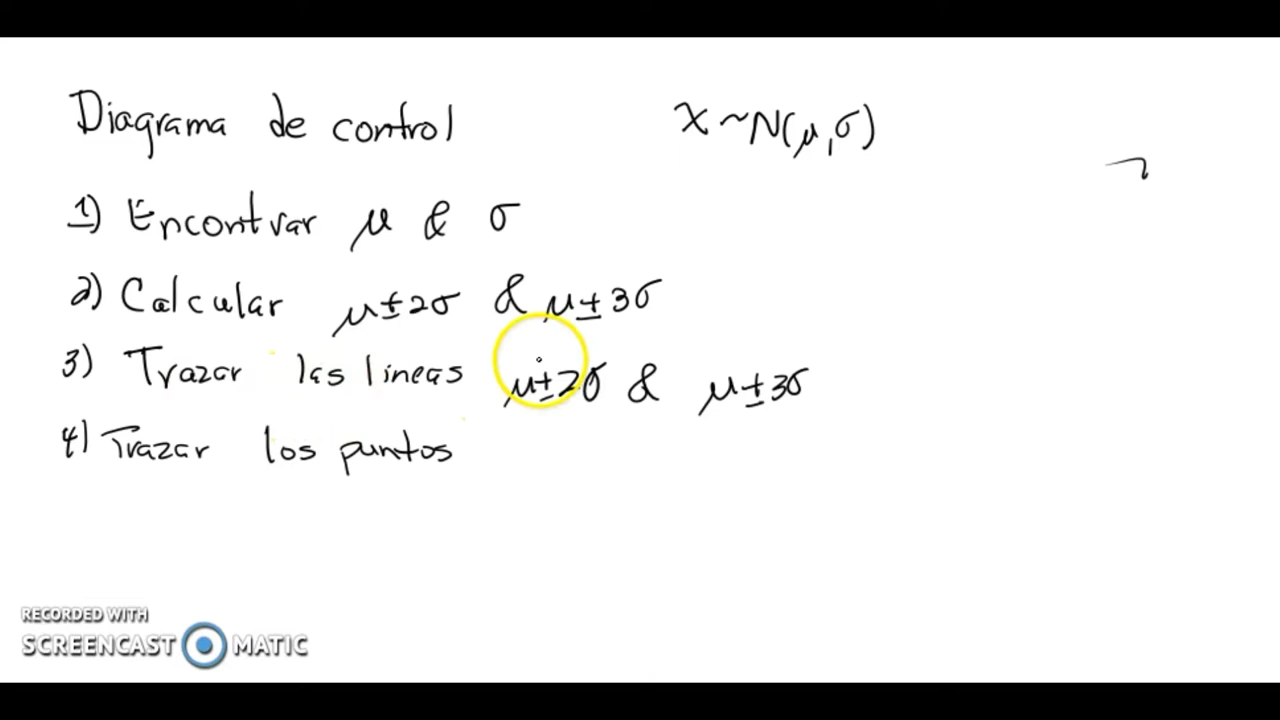 Diagrama de control
X ~ N(μ, σ)
1) Encontrar μ & σ
2) Calcular μ ± 2σ & μ ± 3σ
3) Trazar las lineas μ ± 2σ & μ ± 3σ
4) Trazar los puntos
RECORDED WITH
SCREENCAST MATIC